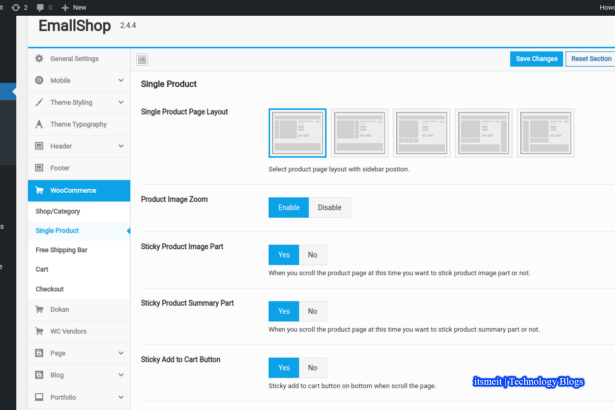 2 0 New
EmallShop 2.4.4
General Settings
Save Changes Reset Section
Mobile
Single Product
Theme Styling
Single Product Page Layout
Theme Typography
Header
Footer
Select product page layout with sidebar postion.
WooCommerce
Product Image Zoom
Enable Disable
Shop/Category
Single Product
Sticky Product Image Part
Yes No
Free Shipping Bar
Cart
When you scroll the product page at this time you want to stick product image part or not.
Checkout
Sticky Product Summary Part
Yes No
Dokan
WC Vendors
When you scroll the product page at this time you want to stick product summary part or not.
Page
Sticky Add to Cart Button
Yes No
Blog
Sticky add to cart button on bottom when scroll the page.
itsmeit | Technology Blogs
Portfolio